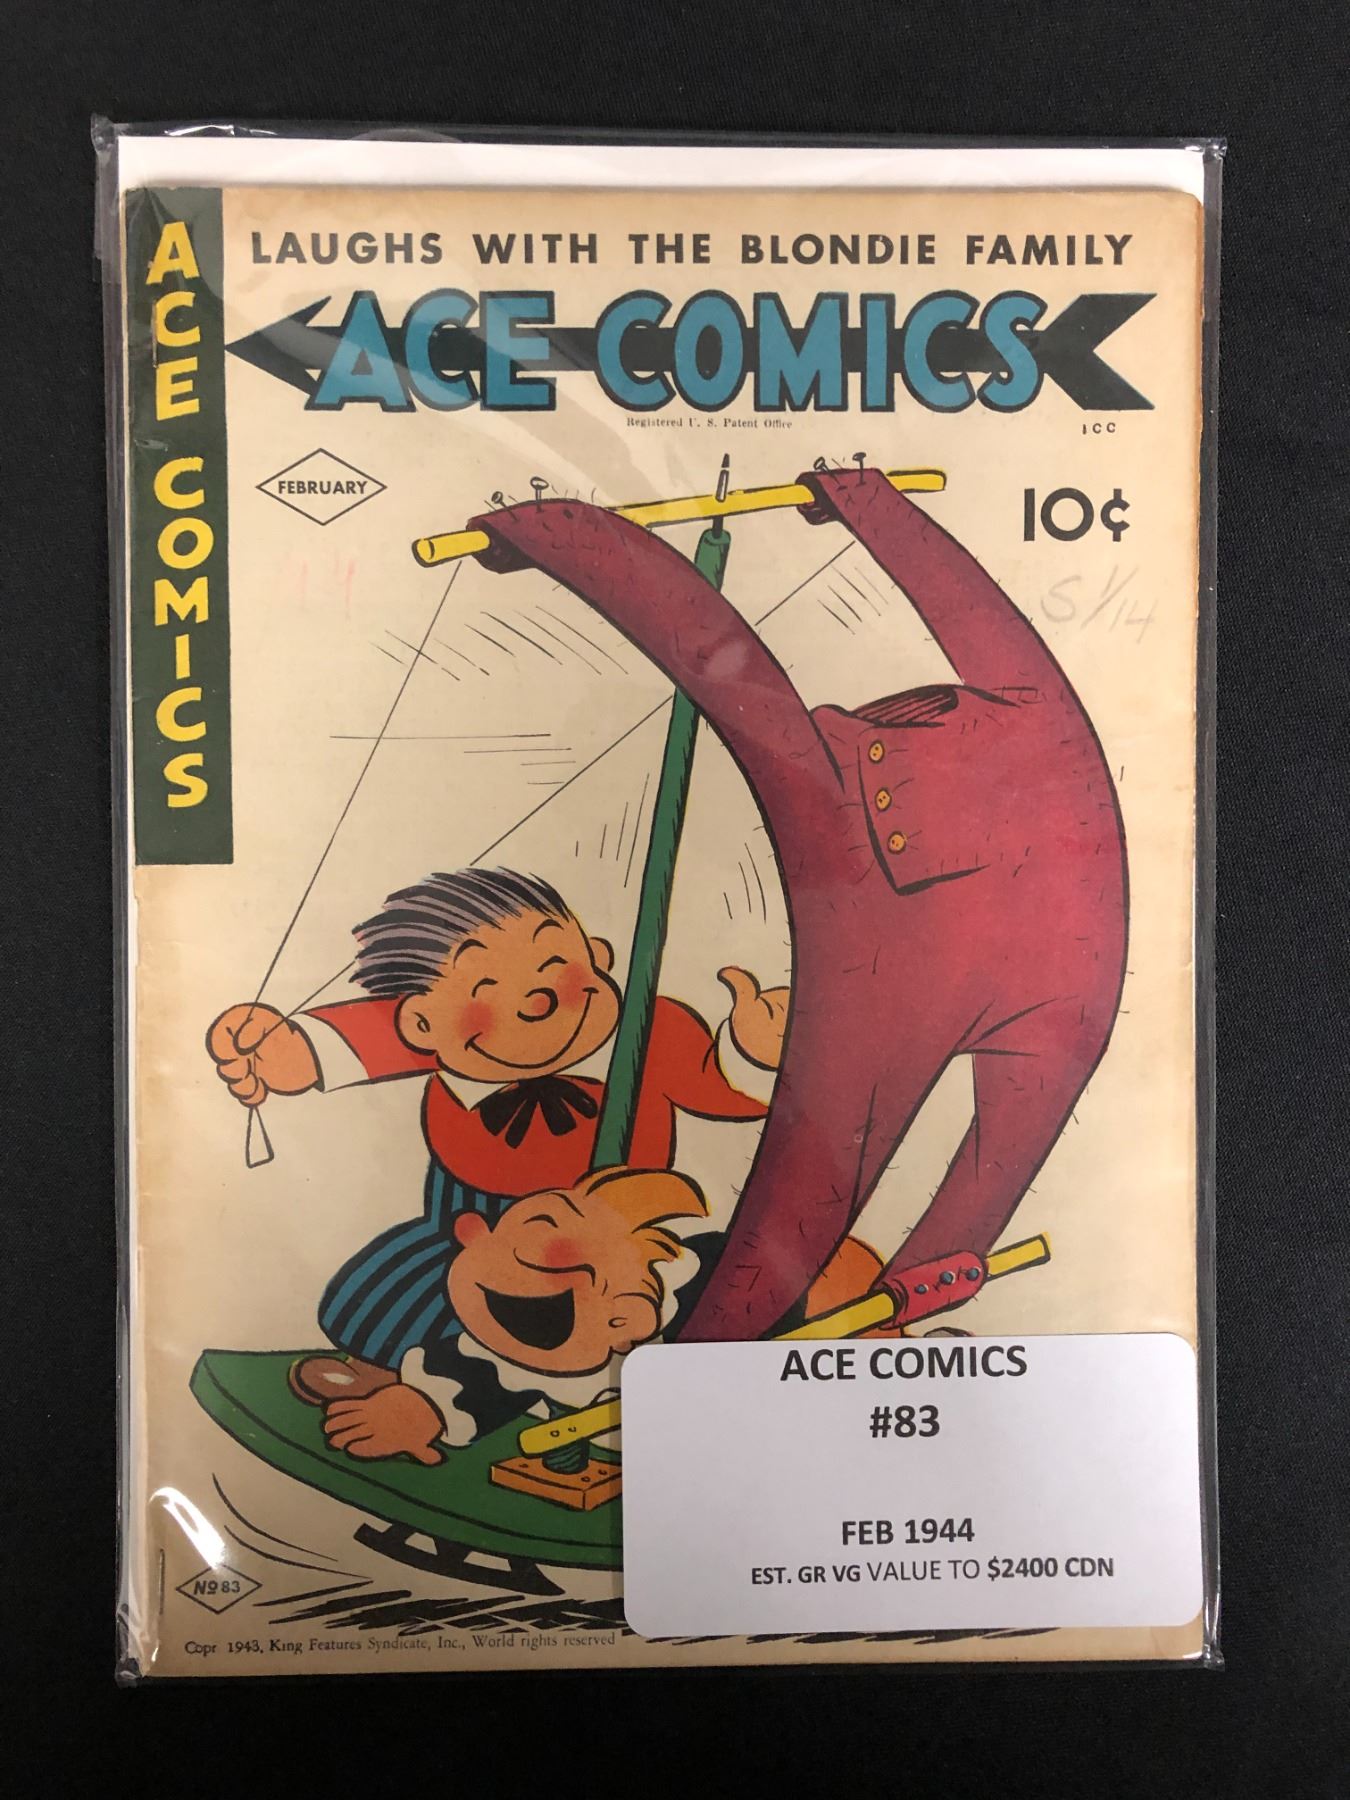 ACE COMICS
LAUGHS WITH THE BLONDIE FAMILY
ACE COMICS
Registered U. S. Patent Office
ICC
FEBRUARY
10¢
14
S 1/14
ACE COMICS
#83
FEB 1944
EST. GR VG VALUE TO $2400 CDN
Nº 83
Copr 1943, King Features Syndicate, Inc., World rights reserved